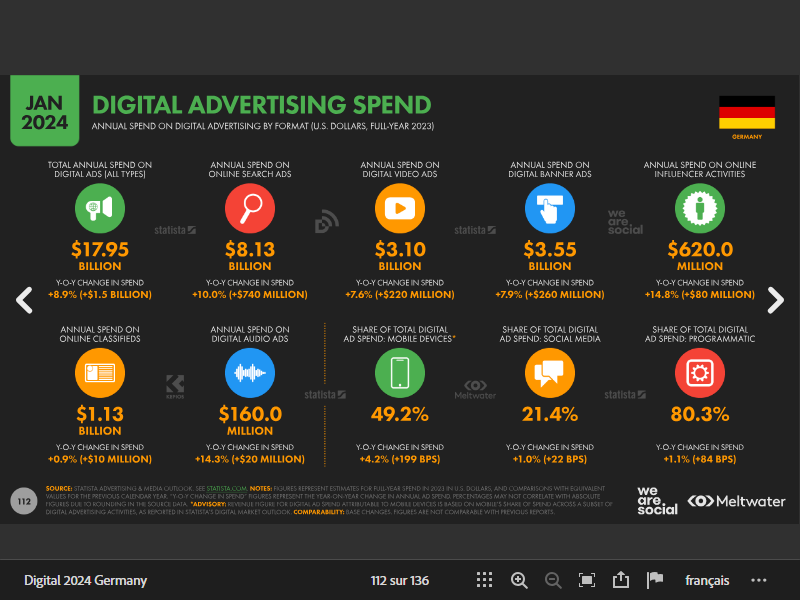 JAN
2024
DIGITAL ADVERTISING SPEND
ANNUAL SPEND ON DIGITAL ADVERTISING BY FORMAT (U.S. DOLLARS, FULL-YEAR 2023)
GERMANY
TOTAL ANNUAL SPEND ON
DIGITAL ADS (ALL TYPES)
$17.95
BILLION
Y-O-Y CHANGE IN SPEND
+8.9% (+$1.5 BILLION)
ANNUAL SPEND ON
ONLINE SEARCH ADS
$8.13
BILLION
Y-O-Y CHANGE IN SPEND
+10.0% (+$740 MILLION)
ANNUAL SPEND ON
DIGITAL VIDEO ADS
$3.10
BILLION
Y-O-Y CHANGE IN SPEND
+7.6% (+$220 MILLION)
ANNUAL SPEND ON
DIGITAL BANNER ADS
$3.55
BILLION
Y-O-Y CHANGE IN SPEND
+7.9% (+$260 MILLION)
ANNUAL SPEND ON ONLINE
INFLUENCER ACTIVITIES
$620.0
MILLION
Y-O-Y CHANGE IN SPEND
+14.8% (+$80 MILLION)
statista
statista
we
are
social
ANNUAL SPEND ON
ONLINE CLASSIFIEDS
$1.13
BILLION
Y-O-Y CHANGE IN SPEND
+0.9% (+$10 MILLION)
ANNUAL SPEND ON
DIGITAL AUDIO ADS
$160.0
MILLION
Y-O-Y CHANGE IN SPEND
+14.3% (+$20 MILLION)
SHARE OF TOTAL DIGITAL
AD SPEND: MOBILE DEVICES*
49.2%
Y-O-Y CHANGE IN SPEND
+4.2% (+199 BPS)
SHARE OF TOTAL DIGITAL
AD SPEND: SOCIAL MEDIA
21.4%
Y-O-Y CHANGE IN SPEND
+1.0% (+22 BPS)
SHARE OF TOTAL DIGITAL
AD SPEND: PROGRAMMATIC
80.3%
Y-O-Y CHANGE IN SPEND
+1.1% (+84 BPS)
KEPIOS
statista
Meltwater
statista
112
SOURCE: STATISTA ADVERTISING & MEDIA OUTLOOK. SEE STATISTA.COM. NOTES: FIGURES REPRESENT ESTIMATES FOR FULL-YEAR SPEND IN 2023 IN U.S. DOLLARS, AND COMPARISONS WITH EQUIVALENT
VALUES FOR THE PREVIOUS CALENDAR YEAR. "Y-O-Y CHANGE IN SPEND" FIGURES REPRESENT THE YEAR-ON-YEAR CHANGE IN ANNUAL AD SPEND. PERCENTAGES MAY NOT CORRELATE WITH ABSOLUTE
FIGURES DUE TO ROUNDING IN THE SOURCE DATA. *ADVISORY: REVENUE FIGURE FOR DIGITAL AD SPEND ATTRIBUTABLE TO MOBILE DEVICES IS BASED ON MOBILE'S SHARE OF SPEND ACROSS A SUBSET OF
DIGITAL ADVERTISING ACTIVITIES, AS REPORTED IN STATISTA'S DIGITAL MARKET OUTLOOK. COMPARABILITY: BASE CHANGES. FIGURES ARE NOT COMPARABLE WITH PREVIOUS REPORTS.
we
are
social
Meltwater
Digital 2024 Germany
112 sur 136
français